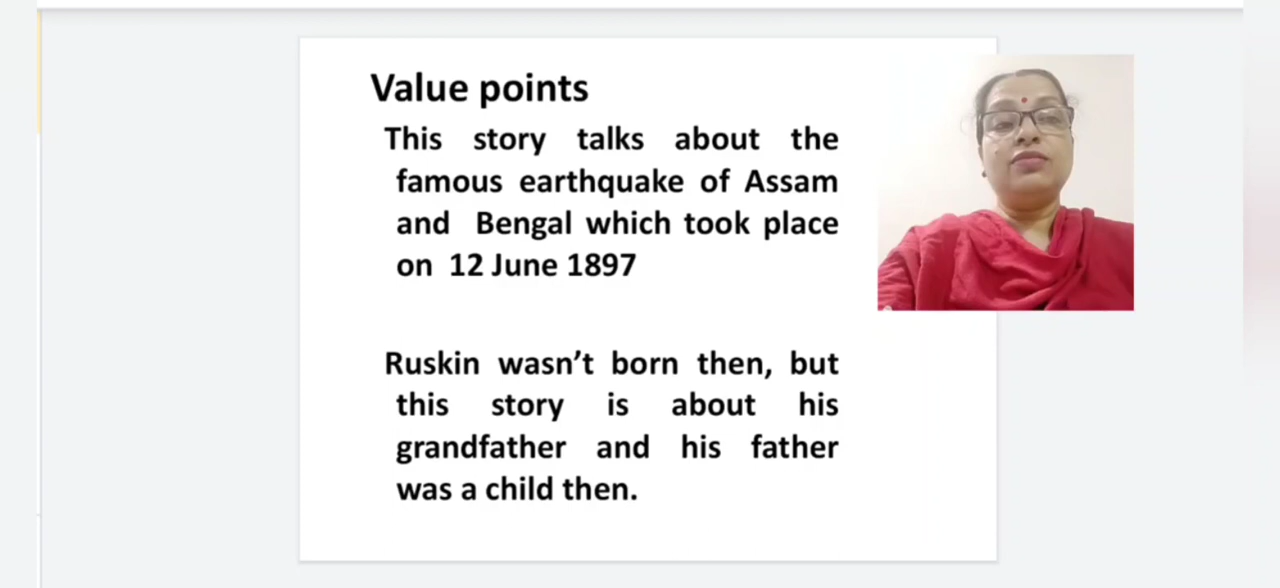 Value points
This story talks about the
famous earthquake of Assam
and Bengal which took place
on 12 June 1897
Ruskin wasn’t born then, but
this story is about his
grandfather and his father
was a child then.